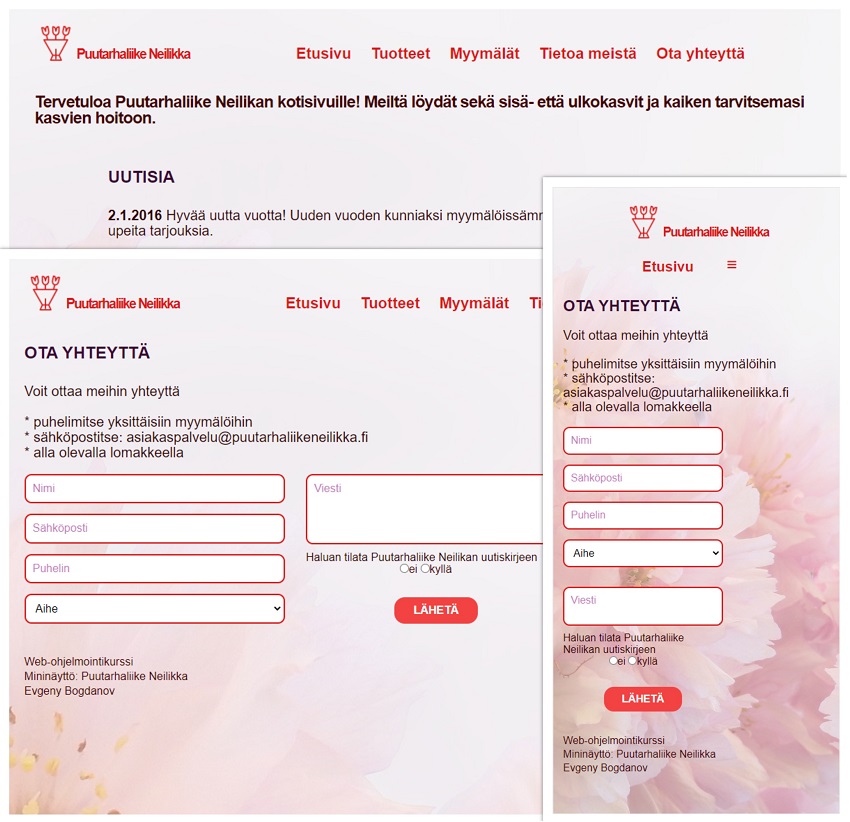 Puutarhaliike Neilikka
Etusivu Tuotteet Myymälät Tietoa meistä Ota yhteyttä
Tervetuloa Puutarhaliike Neilikan kotisivuille! Meiltä löydät sekä sisä- että ulkokasvit ja kaiken tarvitsemasi
kasvien hoitoon.
UUTISIA
2.1.2016 Hyvää uutta vuotta! Uuden vuoden kunniaksi
upeita tarjouksia.
Puutarhaliike Neilikka
Etusivu Tuotteet Myymälät
OTA YHTEYTTÄ
Voit ottaa meihin yhteyttä
* puhelimitse yksittäisiin myymälöihin
* sähköpostitse: asiakaspalvelu@puutarhaliikeneilikka.fi
* alla olevalla lomakkeella
Nimi
Sähköposti
Puhelin
Aihe
Viesti
Haluan tilata Puutarhaliike Neilikan uutiskirjeen
ei kyllä
LÄHETÄ
Web-ohjelmointikurssi
Mininäyttö: Puutarhaliike Neilikka
Evgeny Bogdanov
Puutarhaliike Neilikka
Etusivu ≡
OTA YHTEYTTÄ
Voit ottaa meihin yhteyttä
* puhelimitse yksittäisiin myymälöihin
* sähköpostitse:
asiakaspalvelu@puutarhaliikeneilikka.fi
* alla olevalla lomakkeella
Nimi
Sähköposti
Puhelin
Aihe
Viesti
Haluan tilata Puutarhaliike
Neilikan uutiskirjeen
ei kyllä
LÄHETÄ
Web-ohjelmointikurssi
Mininäyttö: Puutarhaliike Neilikka
Evgeny Bogdanov